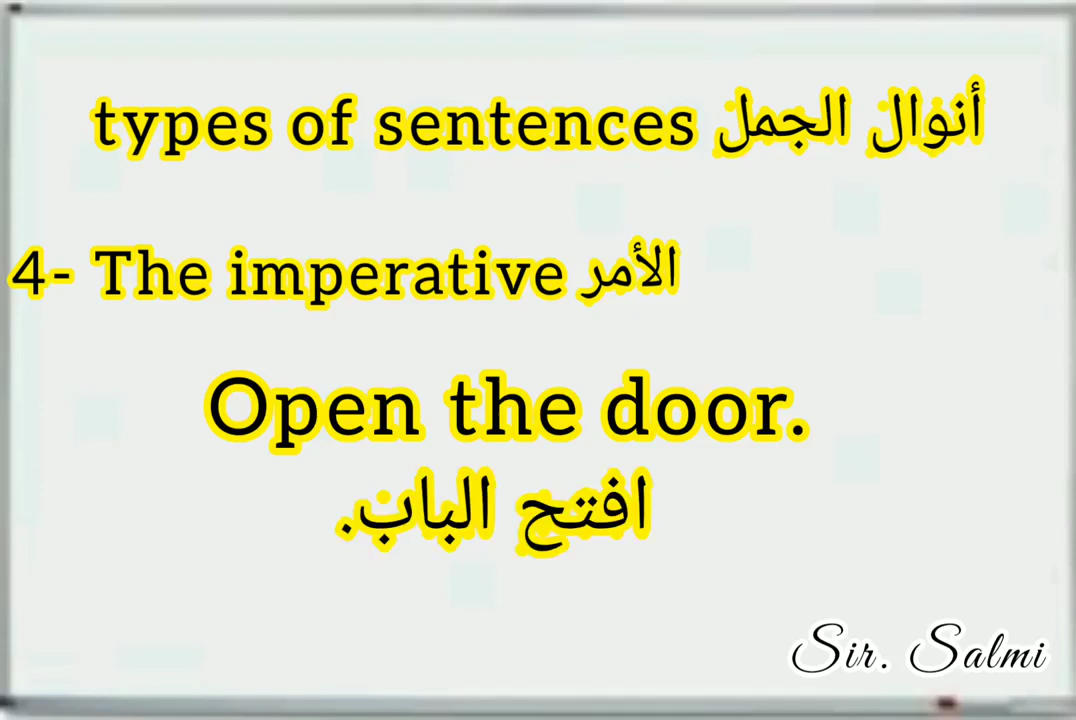 types of sentences أنوال الجمل
4- The imperative الأمر
Open the door.
افتح الباب.
Sir. Salmi